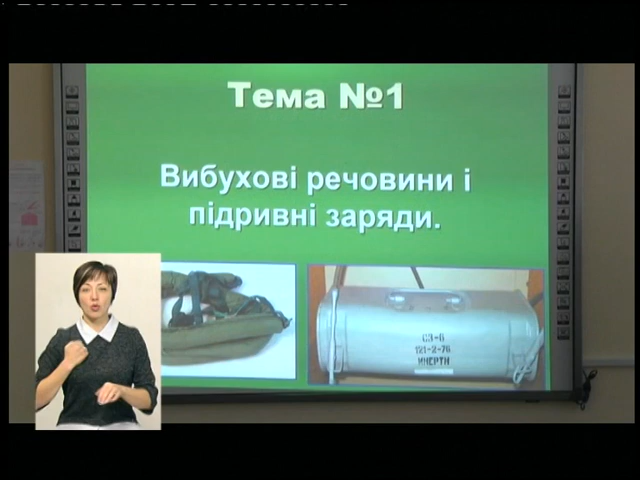 Тема №1
Вибухові речовини і
підривні заряди.
СЗ-6
121-2-76
ИНЕРТН